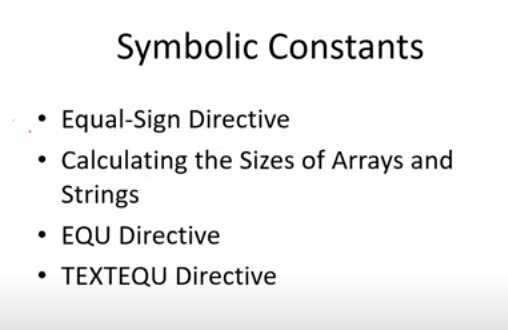 Symbolic Constants
• Equal-Sign Directive
• Calculating the Sizes of Arrays and
Strings
• EQU Directive
• TEXTEQU Directive